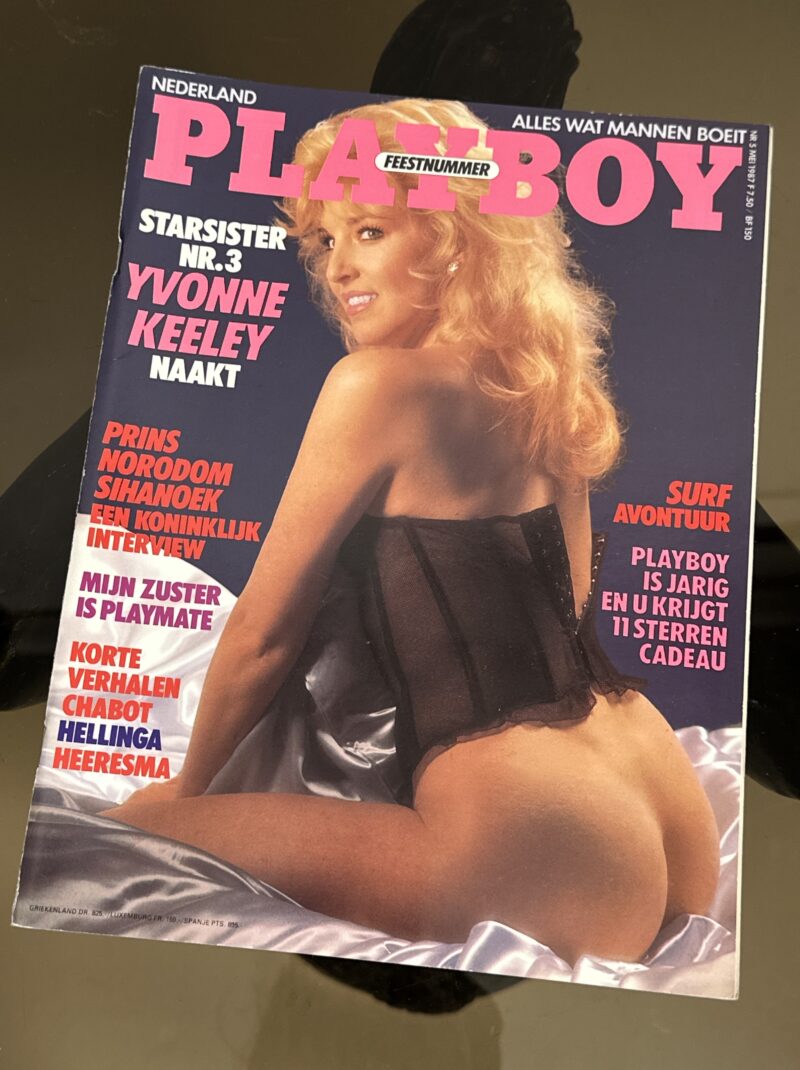 NEDERLAND
ALLES WAT MANNEN BOEIT
PLAYBOY
FEESTNUMMER
NR 5 MEI 1987 F 7,50 / BF 150
STARSISTER
NR.3
YVONNE
KEELEY
NAAKT
PRINS
NORODOM
SIHANOEK
EEN KONINKLIJK
INTERVIEW
MIJN ZUSTER
IS PLAYMATE
KORTE
VERHALEN
CHABOT
HELLINGA
HEERESMA
SURF
AVONTUUR
PLAYBOY
IS JARIG
EN U KRIJGT
11 STERREN
CADEAU
GRIEKENLAND DR. 825 /LUXEMBURG FR. 150,-/SPANJE PTS. 895